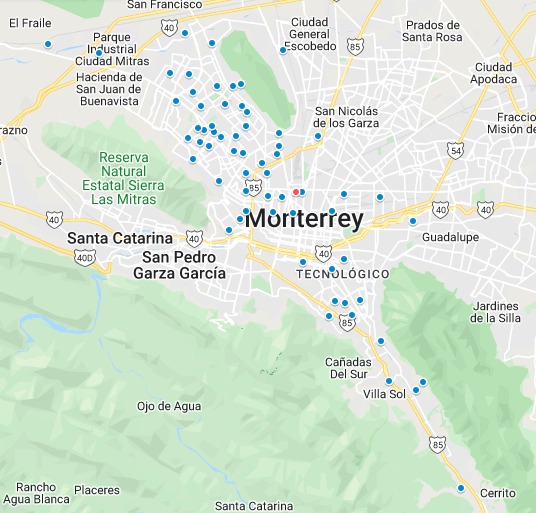 San Francisco
El Fraile
40
Ciudad
General
Escobedo
Prados de
Santa Rosa
Parque
Industrial
Ciudad Mitras
85
Hacienda de
San Juan de
Buenavista
Ciudad
Apodaca
San Nicolás
de los Garza
Fraccio
Misión de
razno
54
Reserva
Natural
Estatal Sierra
Las Mitras
85
40
Monterrey
40
40
Santa Catarina
40
Guadalupe
40D
San Pedro
Garza García
40
TECNOLÓGICO
Jardines
de la Silla
85
Cañadas
Del Sur
Villa Sol
Ojo de Agua
85
Rancho
Agua Blanca
Placeres
Cerrito
Santa Catarina